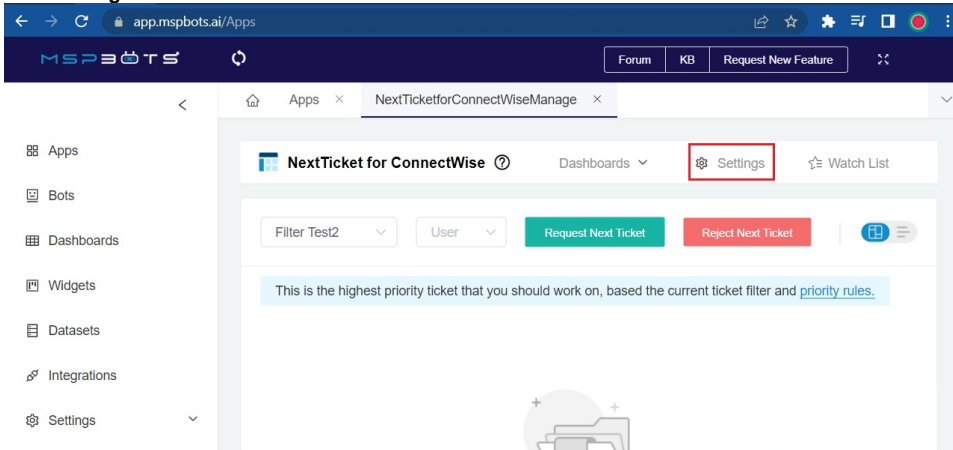 app.mspbots.ai/Apps
MSPBOTS
Forum
KB
Request New Feature
Apps
NextTicketforConnectWiseManage
Apps
Bots
Dashboards
Widgets
Datasets
Integrations
Settings
NextTicket for ConnectWise
Dashboards
Settings
Watch List
Filter Test2
User
Request Next Ticket
Reject Next Ticket
This is the highest priority ticket that you should work on, based the current ticket filter and priority rules.